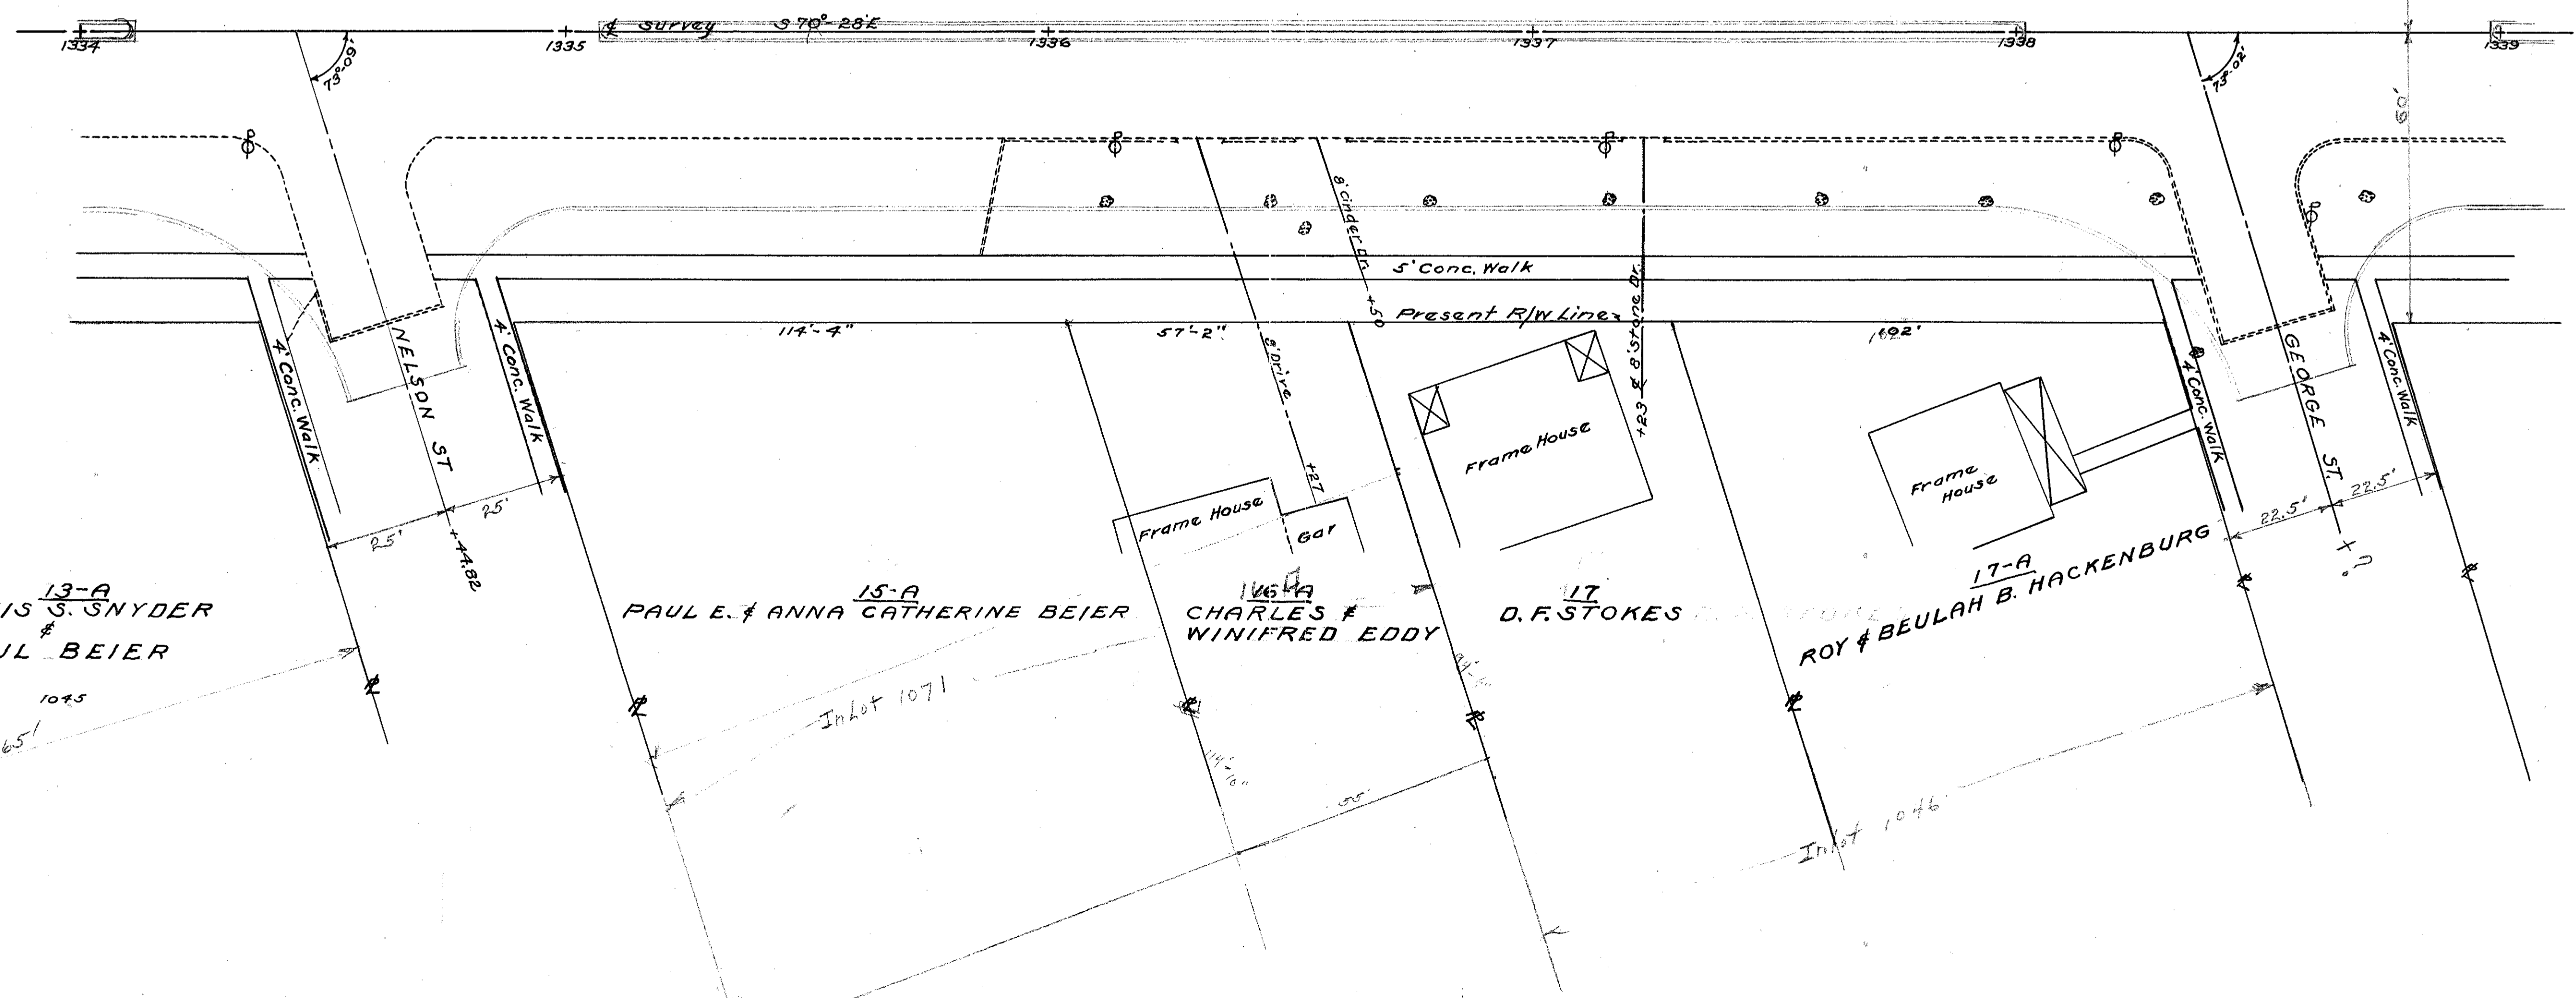 1334
1335
℄ survey S 70°-28'E
1336
1337
1338
1339
73°-09'
73°-02'
60'
8' Cinder Dr.
+50
5' Conc. Walk
Present R/W Line
℄ 8' Stone Dr.
+23
114'-4"
57'-2"
102'
8' Drive
+27
4' Conc. Walk
NELSON ST
4' Conc. Walk
4' Conc. Walk
GEORGE ST.
4' Conc. Walk
25'
25'
+44.82
22.5'
22.5'
+?
Frame House
Gar
Frame House
Frame
House
13-A
IS S. SNYDER
&
UL BEIER
1045
65'
15-A
PAUL E. & ANNA CATHERINE BEIER
CHARLES &
WINIFRED EDDY
17
D. F. STOKES
17-A
ROY & BEULAH B. HACKENBURG
Inlot 1071
55'
Inlot 1046